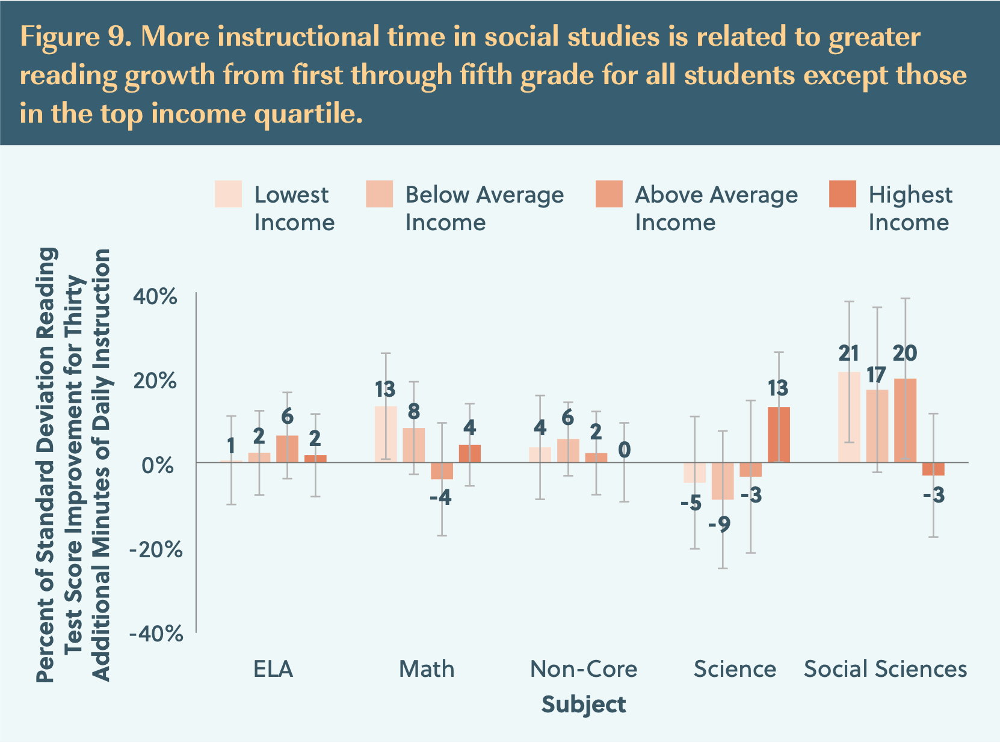 Figure 9. More instructional time in social studies is related to greater
reading growth from first through fifth grade for all students except those
in the top income quartile.
Lowest
Income
Below Average
Income
Above Average
Income
Highest
Income
Percent of Standard Deviation Reading
Test Score Improvement for Thirty
Additional Minutes of Daily Instruction
40%
20%
0%
-20%
-40%
1
2
6
2
13
8
-4
4
4
6
2
0
-5
-9
-3
13
21
17
20
-3
ELA
Math
Non-Core
Science
Social Sciences
Subject